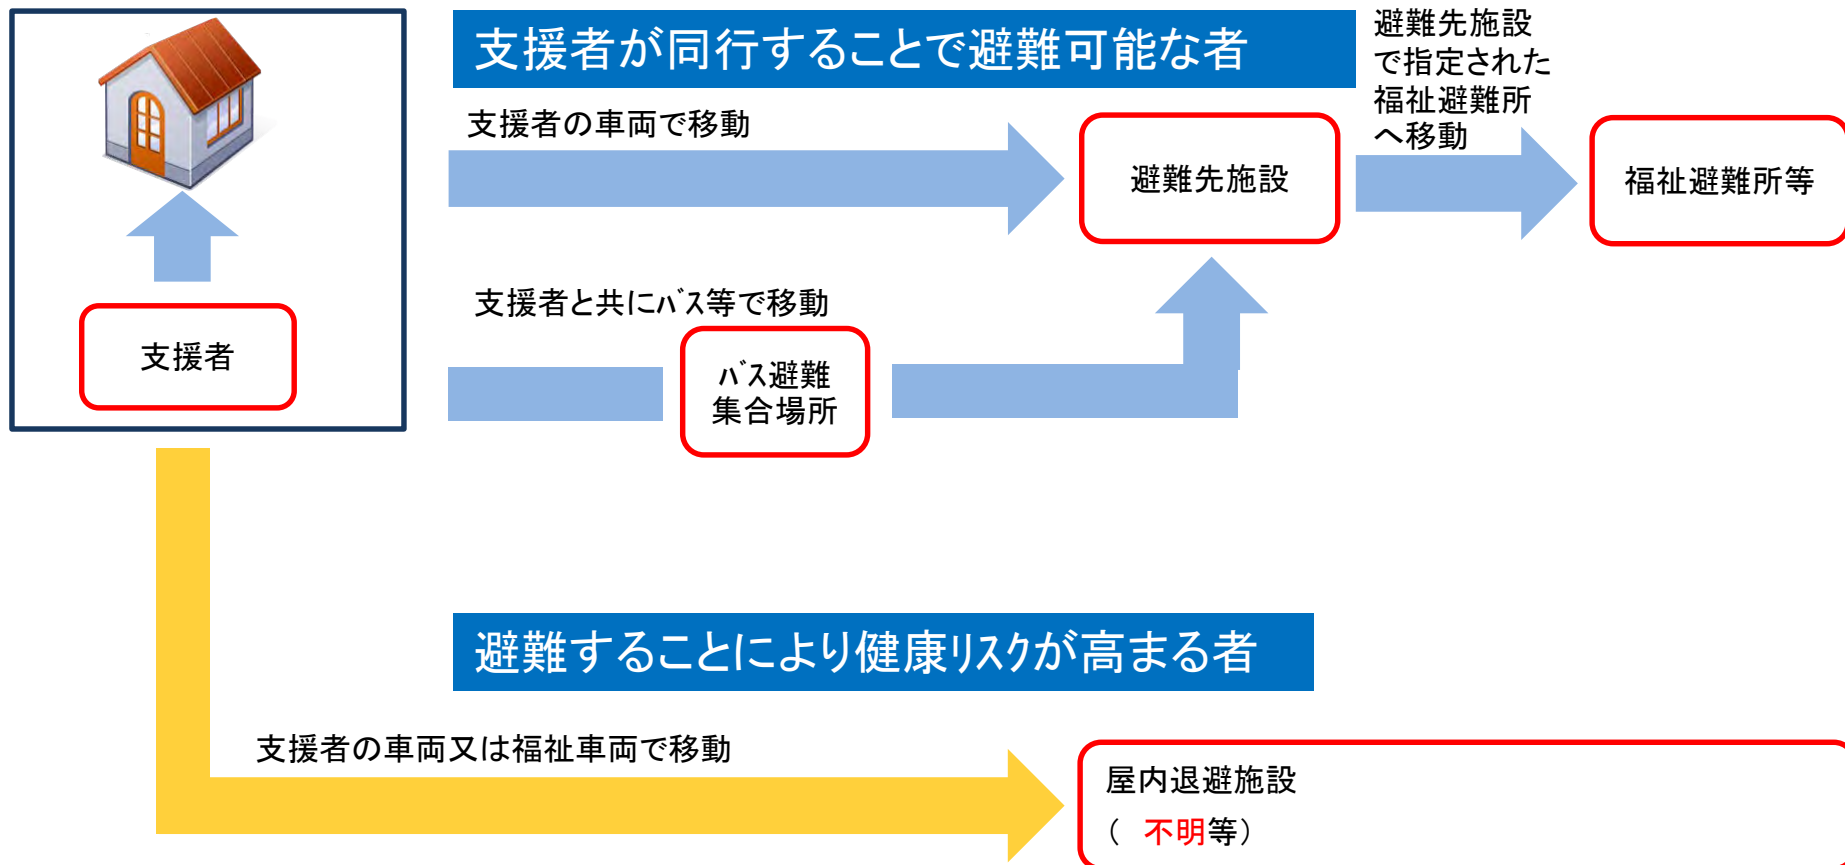 支援者が同行することで避難可能な者
避難先施設
で指定された
福祉避難所
へ移動
支援者の車両で移動
避難先施設
福祉避難所等
支援者と共にﾊﾞｽ等で移動
支援者
ﾊﾞｽ避難
集合場所
避難することにより健康ﾘｽｸが高まる者
支援者の車両又は福祉車両で移動
屋内退避施設
（ 不明等）